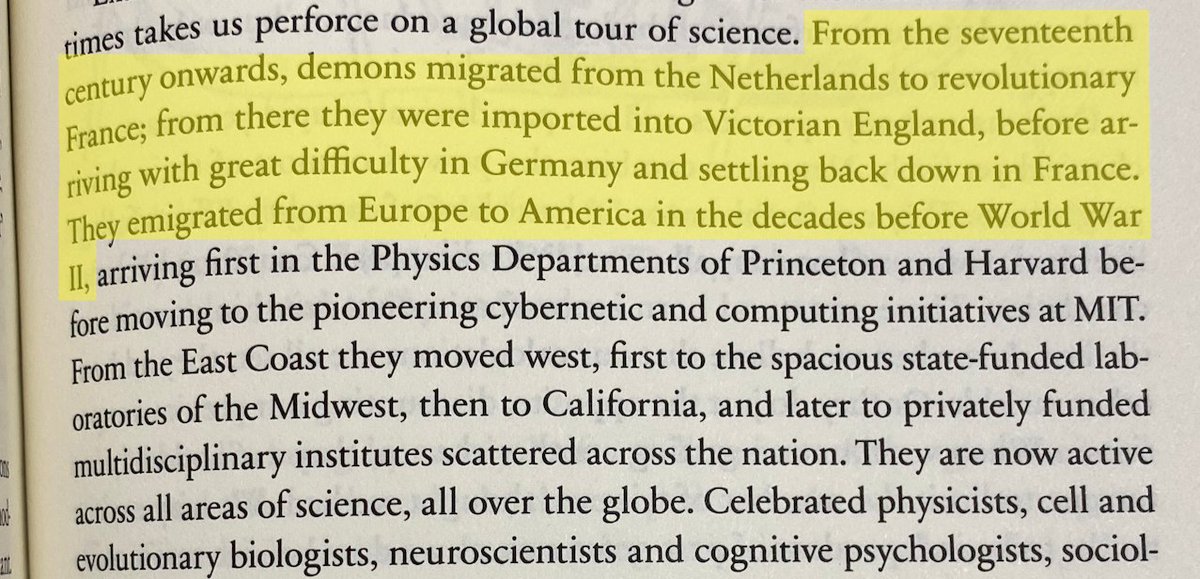 times takes us perforce on a global tour of science. From the seventeenth
century onwards, demons migrated from the Netherlands to revolutionary
France; from there they were imported into Victorian England, before ar-
riving with great difficulty in Germany and settling back down in France.
They emigrated from Europe to America in the decades before World War
II, arriving first in the Physics Departments of Princeton and Harvard be-
fore moving to the pioneering cybernetic and computing initiatives at MIT.
From the East Coast they moved west, first to the spacious state-funded lab-
oratories of the Midwest, then to California, and later to privately funded
multidisciplinary institutes scattered across the nation. They are now active
across all areas of science, all over the globe. Celebrated physicists, cell and
evolutionary biologists, neuroscientists and cognitive psychologists, sociol-